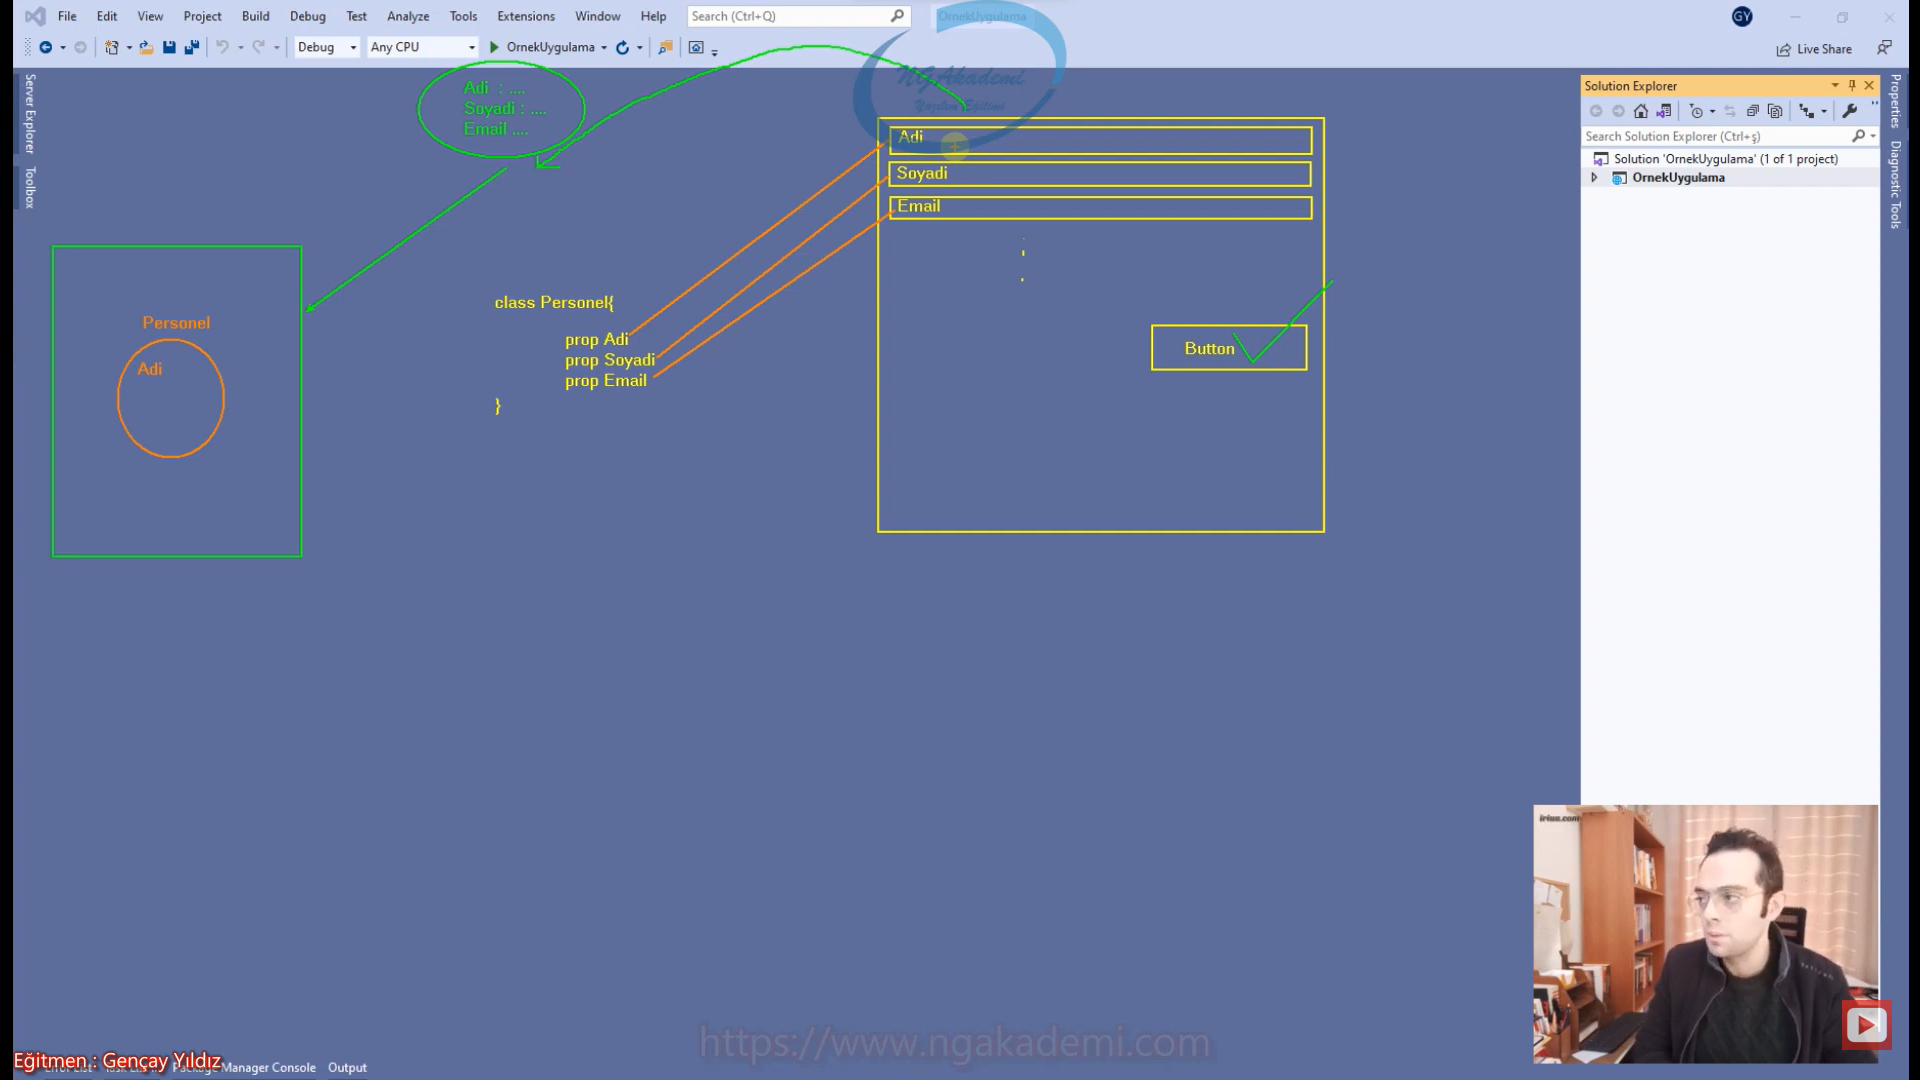 File Edit View Project Build Debug Test Analyze Tools Extensions Window Help Search (Ctrl+Q) OrnekUygulama GY
Debug Any CPU OrnekUygulama Live Share
NGAkademi
Yazılım Eğitimi
Server Explorer
Toolbox
Adi : ....
Soyadi : ....
Email ....
Adi
Soyadi
Email
Button
class Personel{
prop Adi
prop Soyadi
prop Email
}
Personel
Adi
Solution Explorer
Search Solution Explorer (Ctrl+ş)
Solution 'OrnekUygulama' (1 of 1 project)
OrnekUygulama
Properties
Diagnostic Tools
https://www.ngakademi.com
Eğitmen : Gençay Yıldız
Package Manager Console Output